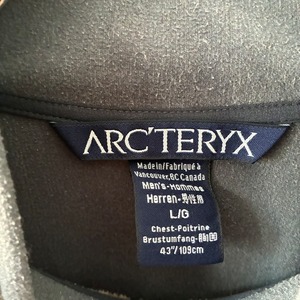 ARC'TERYX
Made in/Fabriqué à
Vancouver, BC Canada
Men's-Hommes
Herren-男性用
L/G
Chest-Poitrine
Brustumfang-胸囲
43"/109cm